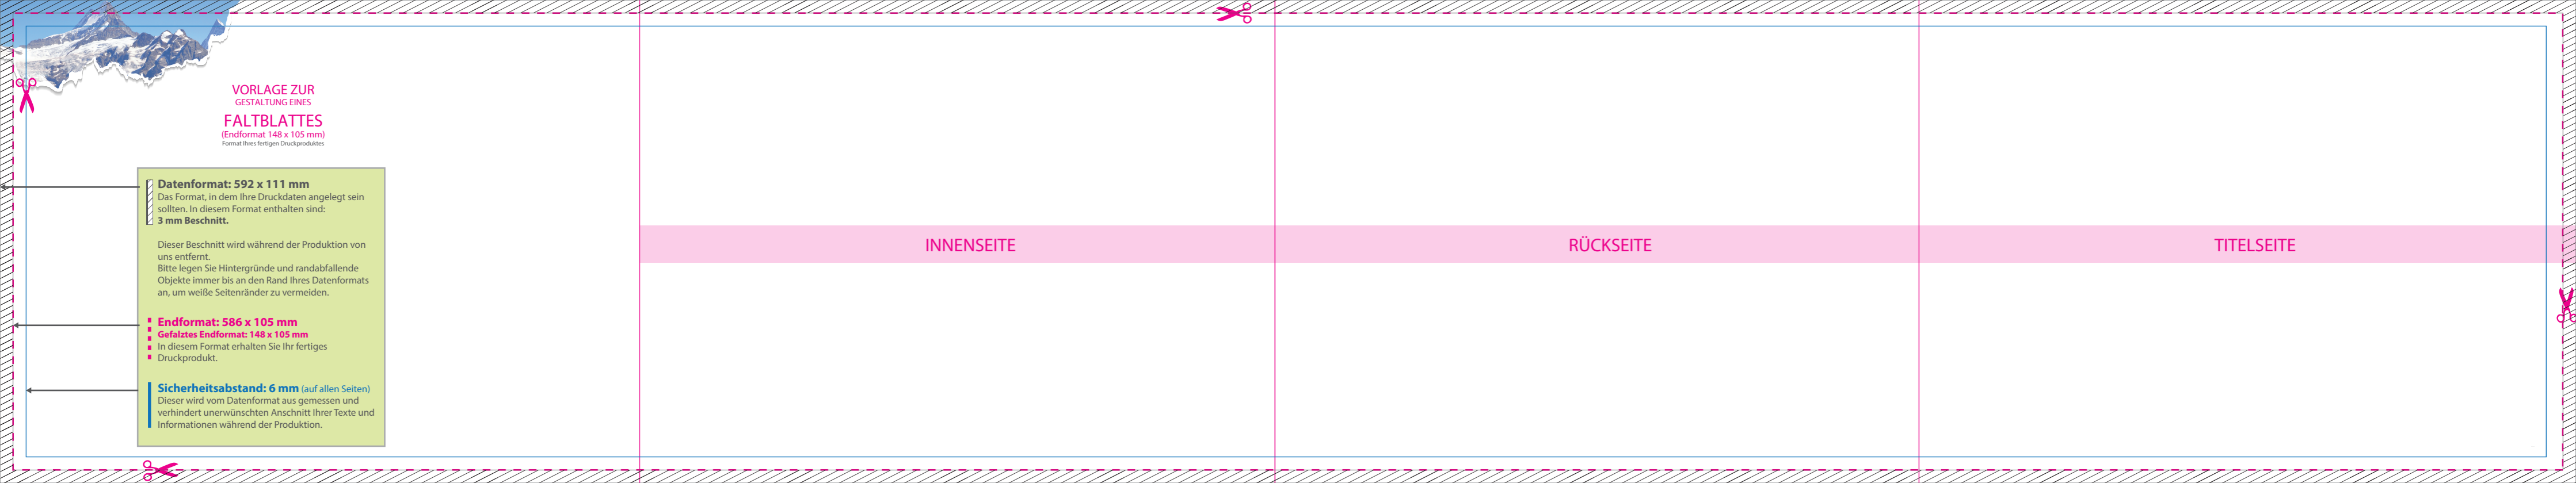 VORLAGE ZUR
GESTALTUNG EINES
FALTBLATTES
(Endformat 148 x 105 mm)
Format Ihres fertigen Druckproduktes
Datenformat: 592 x 111 mm
Das Format, in dem Ihre Druckdaten angelegt sein
sollten. In diesem Format enthalten sind:
3 mm Beschnitt.
Dieser Beschnitt wird während der Produktion von
uns entfernt.
Bitte legen Sie Hintergründe und randabfallende
Objekte immer bis an den Rand Ihres Datenformats
an, um weiße Seitenränder zu vermeiden.
Endformat: 586 x 105 mm
Gefalztes Endformat: 148 x 105 mm
In diesem Format erhalten Sie Ihr fertiges
Druckprodukt.
Sicherheitsabstand: 6 mm (auf allen Seiten)
Dieser wird vom Datenformat aus gemessen und
verhindert unerwünschten Anschnitt Ihrer Texte und
Informationen während der Produktion.
INNENSEITE
RÜCKSEITE
TITELSEITE